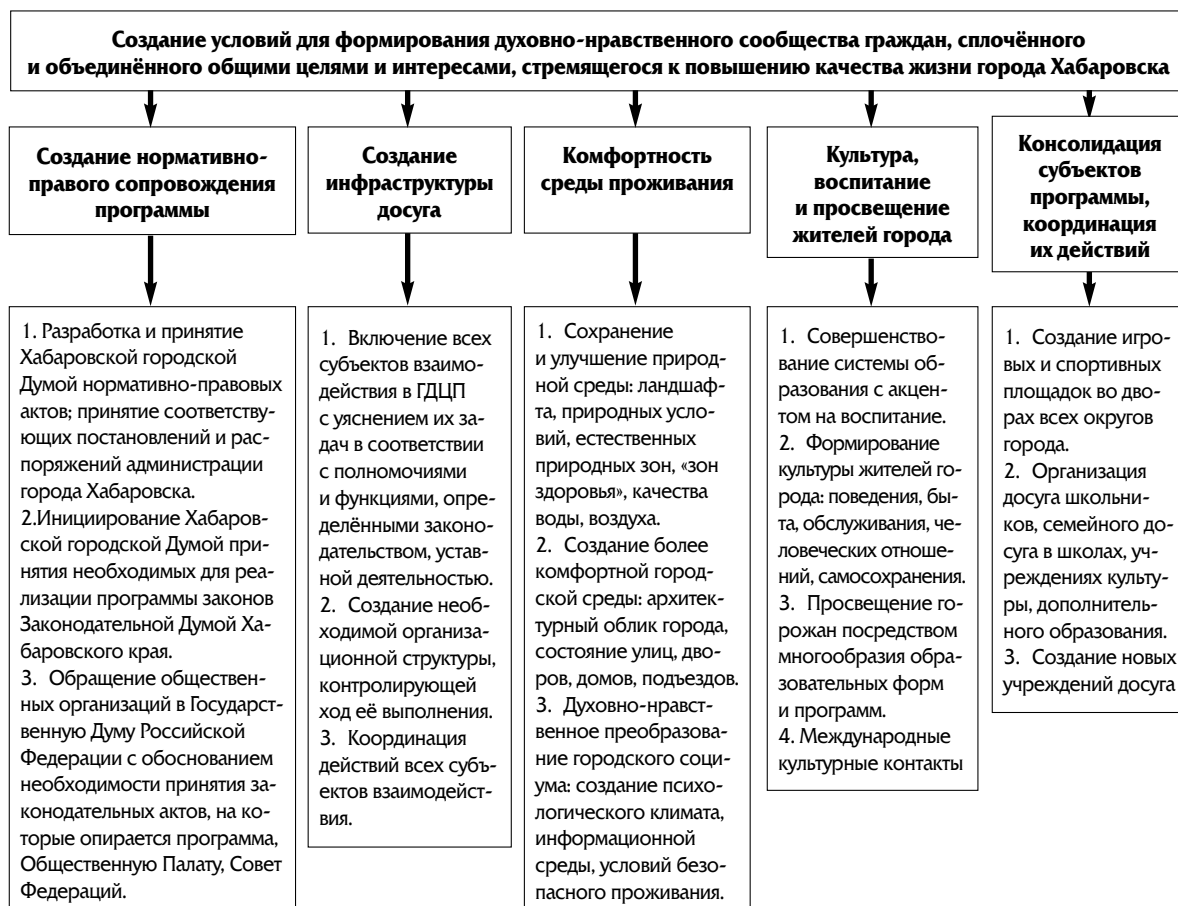 Создание условий для формирования духовно-нравственного сообщества граждан, сплочённого
и объединённого общими целями и интересами, стремящегося к повышению качества жизни города Хабаровска
Создание нормативно-
правого сопровождения
программы
Создание
инфраструктуры
досуга
Комфортность
среды проживания
Культура,
воспитание
и просвещение
жителей города
Консолидация
субъектов
программы,
координация
их действий
1. Разработка и принятие
Хабаровской городской
Думой нормативно-правовых
актов; принятие соответству-
ющих постановлений и рас-
поряжений администрации
города Хабаровска.
2.Инициирование Хабаров-
ской городской Думой при-
нятия необходимых для реа-
лизации программы законов
Законодательной Думой Ха-
баровского края.
3. Обращение обществен-
ных организаций в Государст-
венную Думу Российской
Федерации с обоснованием
необходимости принятия за-
конодательных актов, на ко-
торые опирается программа,
Общественную Палату, Совет
Федераций.
1. Включение всех
субъектов взаимо-
действия в ГДЦП
с уяснением их за-
дач в соответствии
с полномочиями
и функциями, опре-
делёнными законо-
дательством, устав-
ной деятельностью.
2. Создание необ-
ходимой организа-
ционной структуры,
контролирующей
ход её выполнения.
3. Координация
действий всех субъ-
ектов взаимодейст-
вия.
1. Сохранение
и улучшение природ-
ной среды: ландшаф-
та, природных усло-
вий, естественных
природных зон, «зон
здоровья», качества
воды, воздуха.
2. Создание более
комфортной город-
ской среды: архитек-
турный облик города,
состояние улиц, дво-
ров, домов, подъездов.
3. Духовно-нравст-
венное преобразова-
ние городского социу-
ма: создание психо-
логического климата,
информационной
среды, условий безо-
пасного проживания.
1. Совершенство-
вание системы об-
разования с акцен-
том на воспитание.
2. Формирование
культуры жителей го-
рода: поведения, бы-
та, обслуживания, че-
ловеческих отноше-
ний, самосохранения.
3. Просвещение го-
рожан посредством
многообразия обра-
зовательных форм
и программ.
4. Международные
культурные контакты
1. Создание игро-
вых и спортивных
площадок во дво-
рах всех округов
города.
2. Организация
досуга школьни-
ков, семейного до-
суга в школах, уч-
реждениях культу-
ры, дополнитель-
ного образования.
3. Создание новых
учреждений досуга